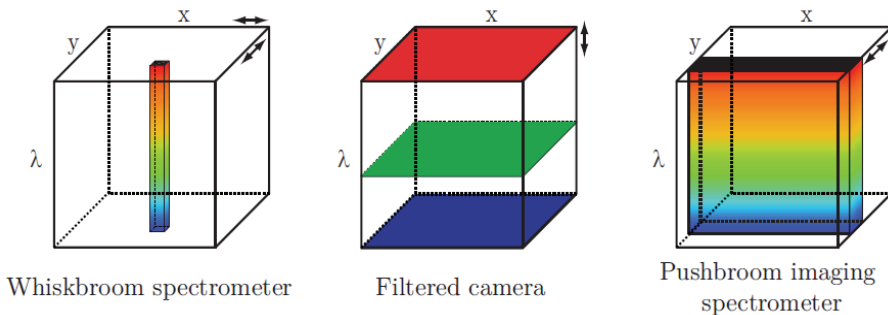 x
y
λ
Whiskbroom spectrometer
x
y
λ
Filtered camera
x
y
λ
Pushbroom imaging
spectrometer